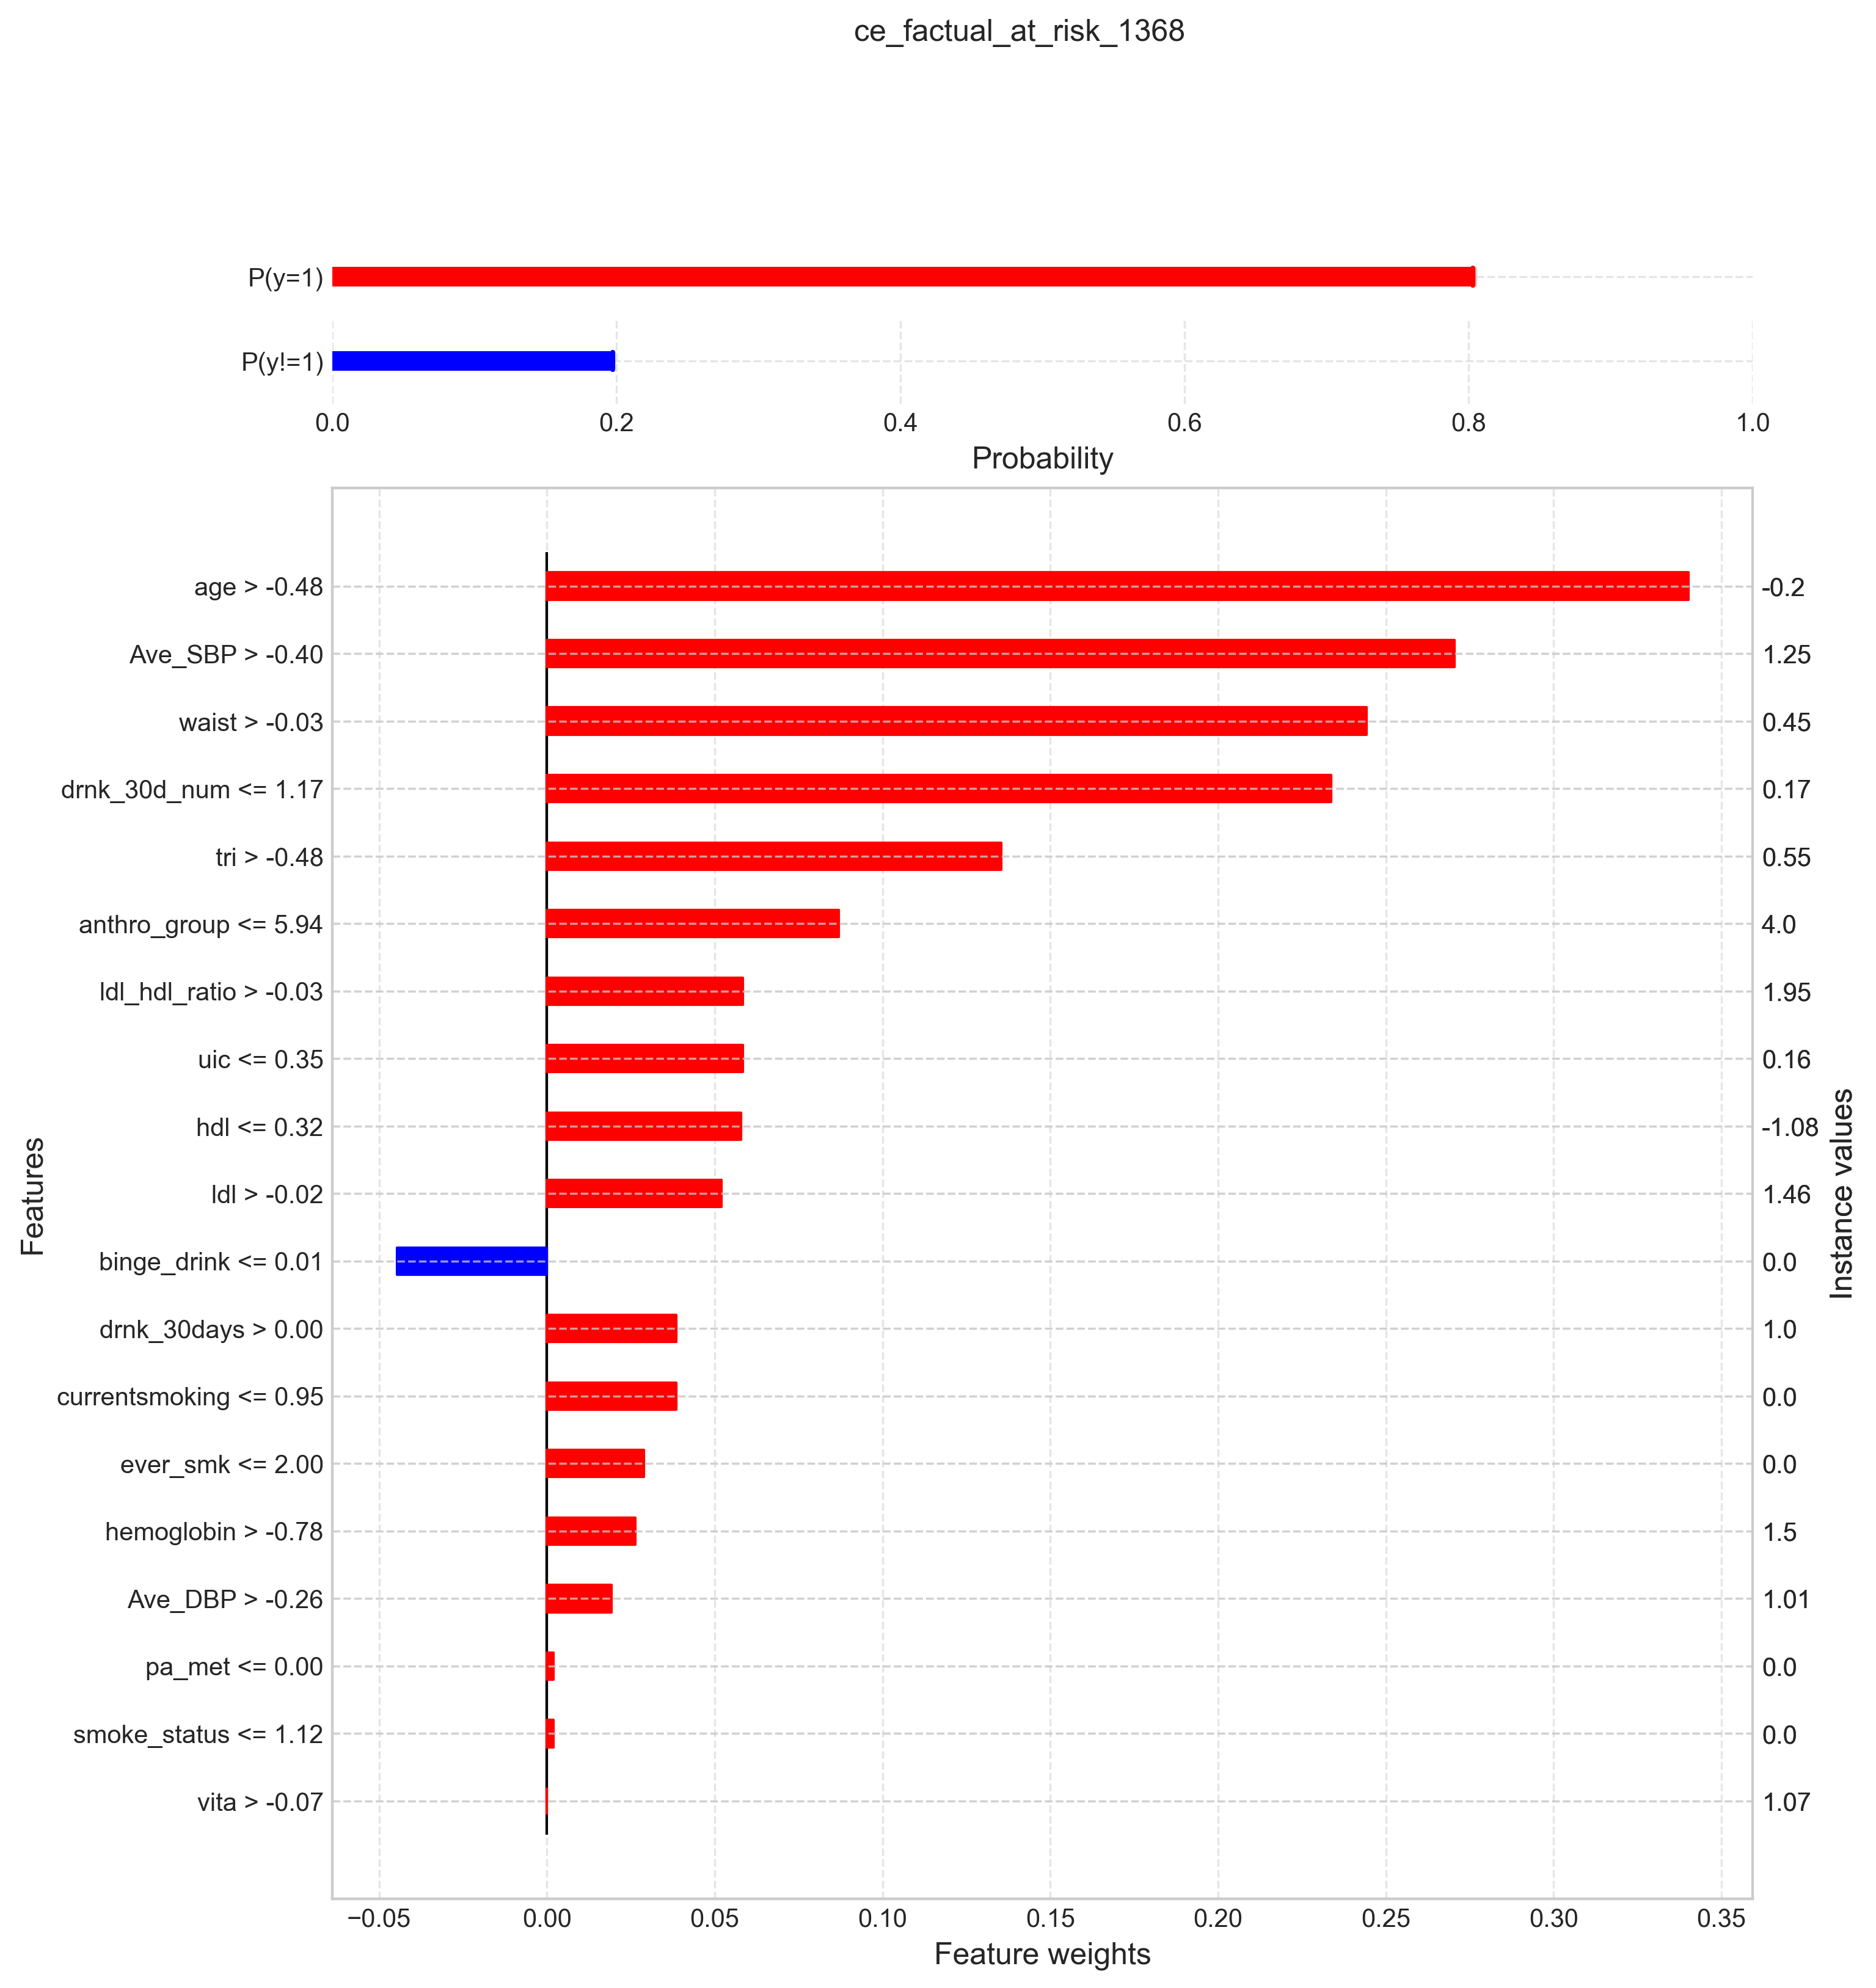 ce_factual_at_risk_1368
P(y=1)
P(y!=1)
0.0 0.2 0.4 0.6 0.8 1.0
Probability
age > -0.48 -0.2
Ave_SBP > -0.40 1.25
waist > -0.03 0.45
drnk_30d_num <= 1.17 0.17
tri > -0.48 0.55
anthro_group <= 5.94 4.0
ldl_hdl_ratio > -0.03 1.95
uic <= 0.35 0.16
hdl <= 0.32 -1.08
ldl > -0.02 1.46
binge_drink <= 0.01 0.0
drnk_30days > 0.00 1.0
currentsmoking <= 0.95 0.0
ever_smk <= 2.00 0.0
hemoglobin > -0.78 1.5
Ave_DBP > -0.26 1.01
pa_met <= 0.00 0.0
smoke_status <= 1.12 0.0
vita > -0.07 1.07
Features
Instance values
−0.05 0.00 0.05 0.10 0.15 0.20 0.25 0.30 0.35
Feature weights